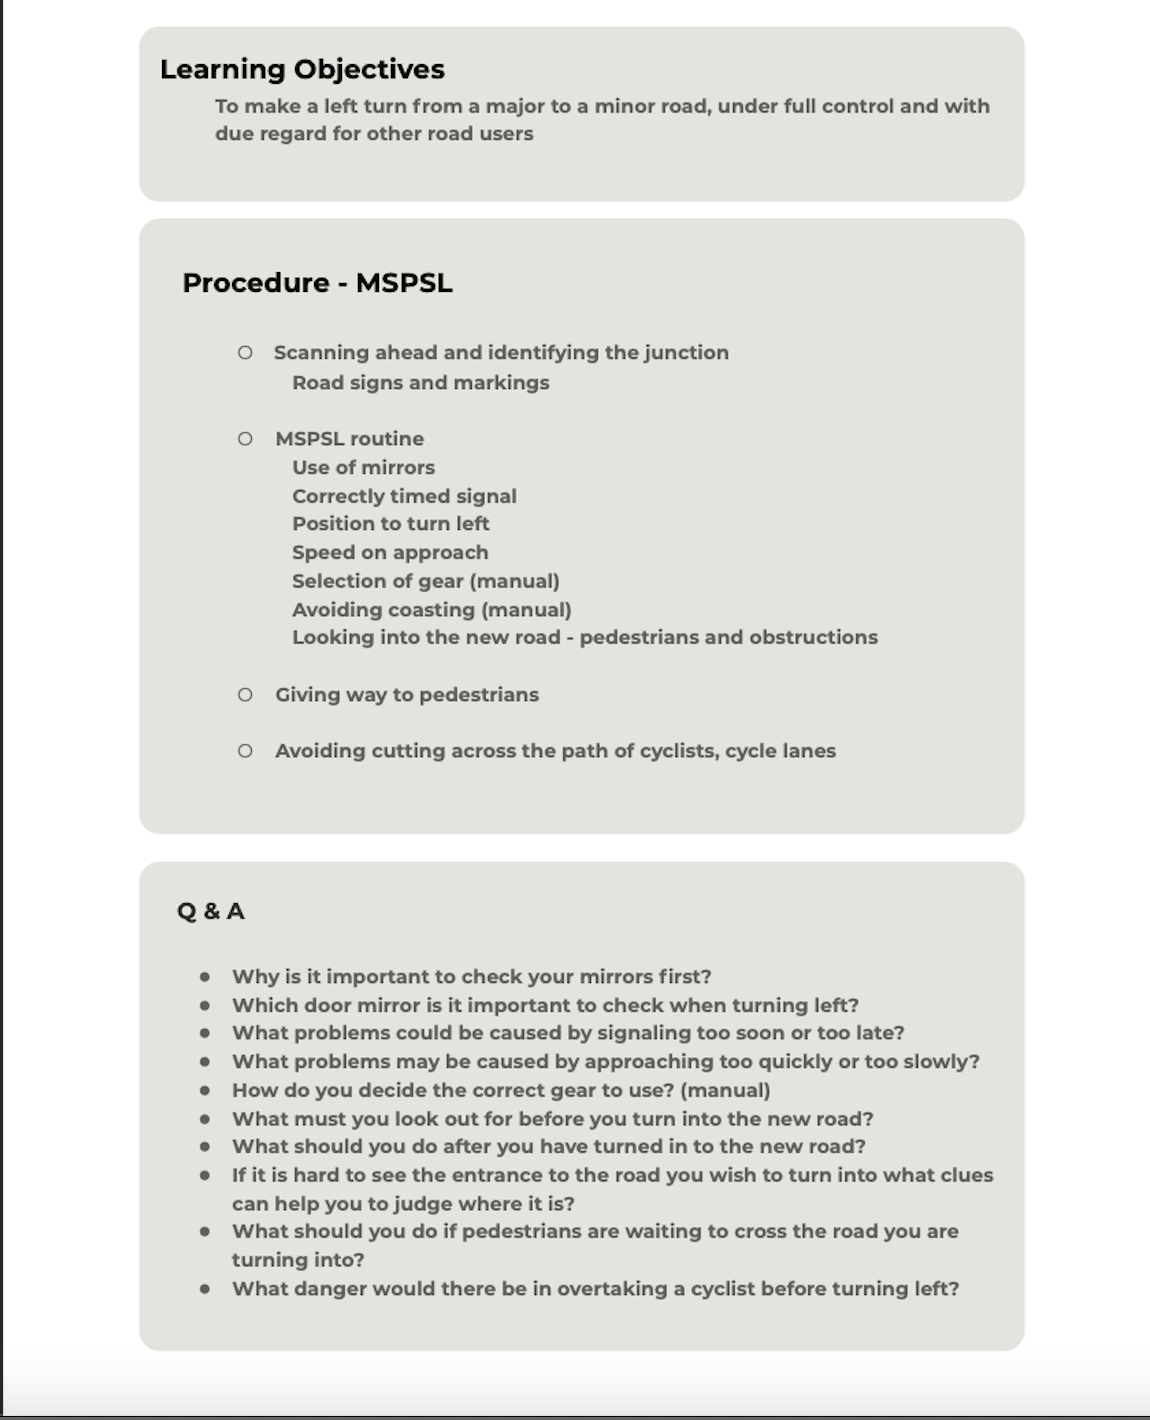 Learning Objectives
To make a left turn from a major to a minor road, under full control and with
due regard for other road users
Procedure - MSPSL
Scanning ahead and identifying the junction
Road signs and markings
MSPSL routine
Use of mirrors
Correctly timed signal
Position to turn left
Speed on approach
Selection of gear (manual)
Avoiding coasting (manual)
Looking into the new road - pedestrians and obstructions
Giving way to pedestrians
Avoiding cutting across the path of cyclists, cycle lanes
Q & A
Why is it important to check your mirrors first?
Which door mirror is it important to check when turning left?
What problems could be caused by signaling too soon or too late?
What problems may be caused by approaching too quickly or too slowly?
How do you decide the correct gear to use? (manual)
What must you look out for before you turn into the new road?
What should you do after you have turned in to the new road?
If it is hard to see the entrance to the road you wish to turn into what clues
can help you to judge where it is?
What should you do if pedestrians are waiting to cross the road you are
turning into?
What danger would there be in overtaking a cyclist before turning left?